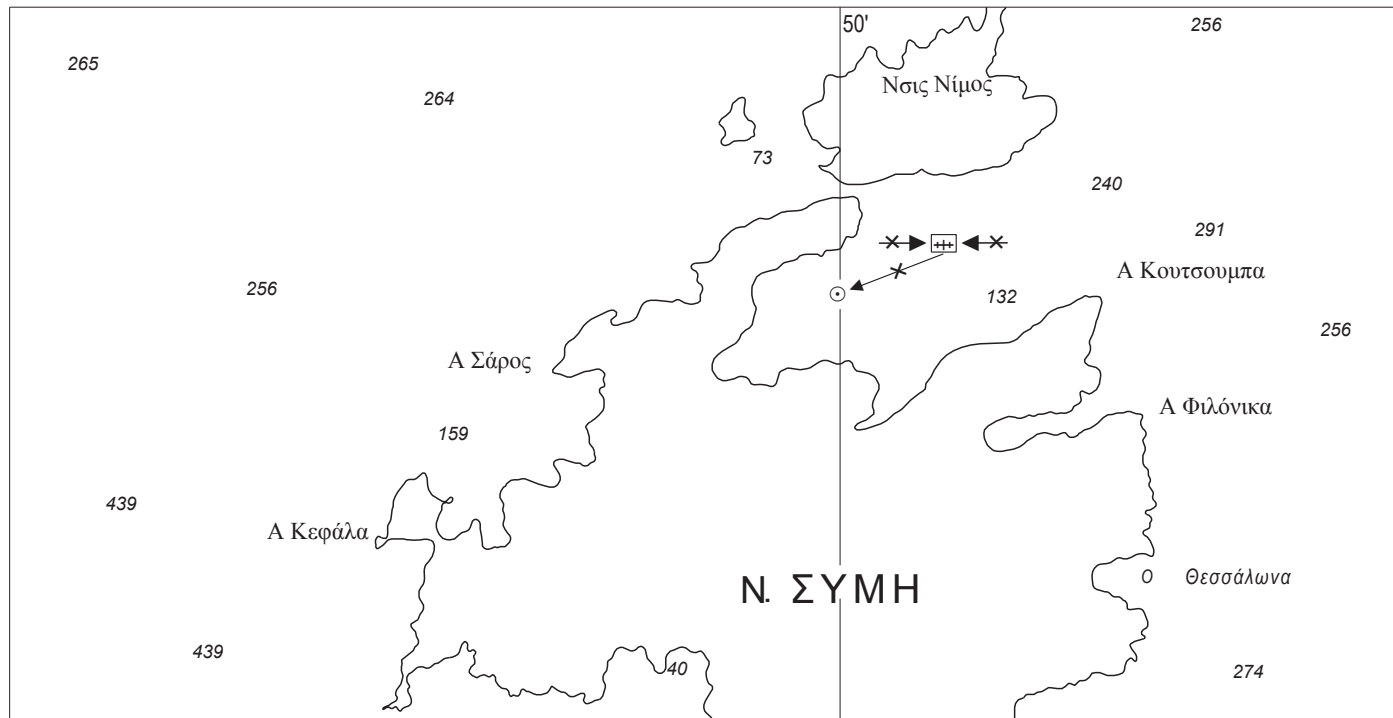 50'
256
265
Νσις Νίμος
264
73
240
291
Α Κουτσουμπα
256
132
256
Α Σάρος
Α Φιλόνικα
159
439
Α Κεφάλα
Ν. ΣΥΜΗ
Θεσσάλωνα
439
40
274